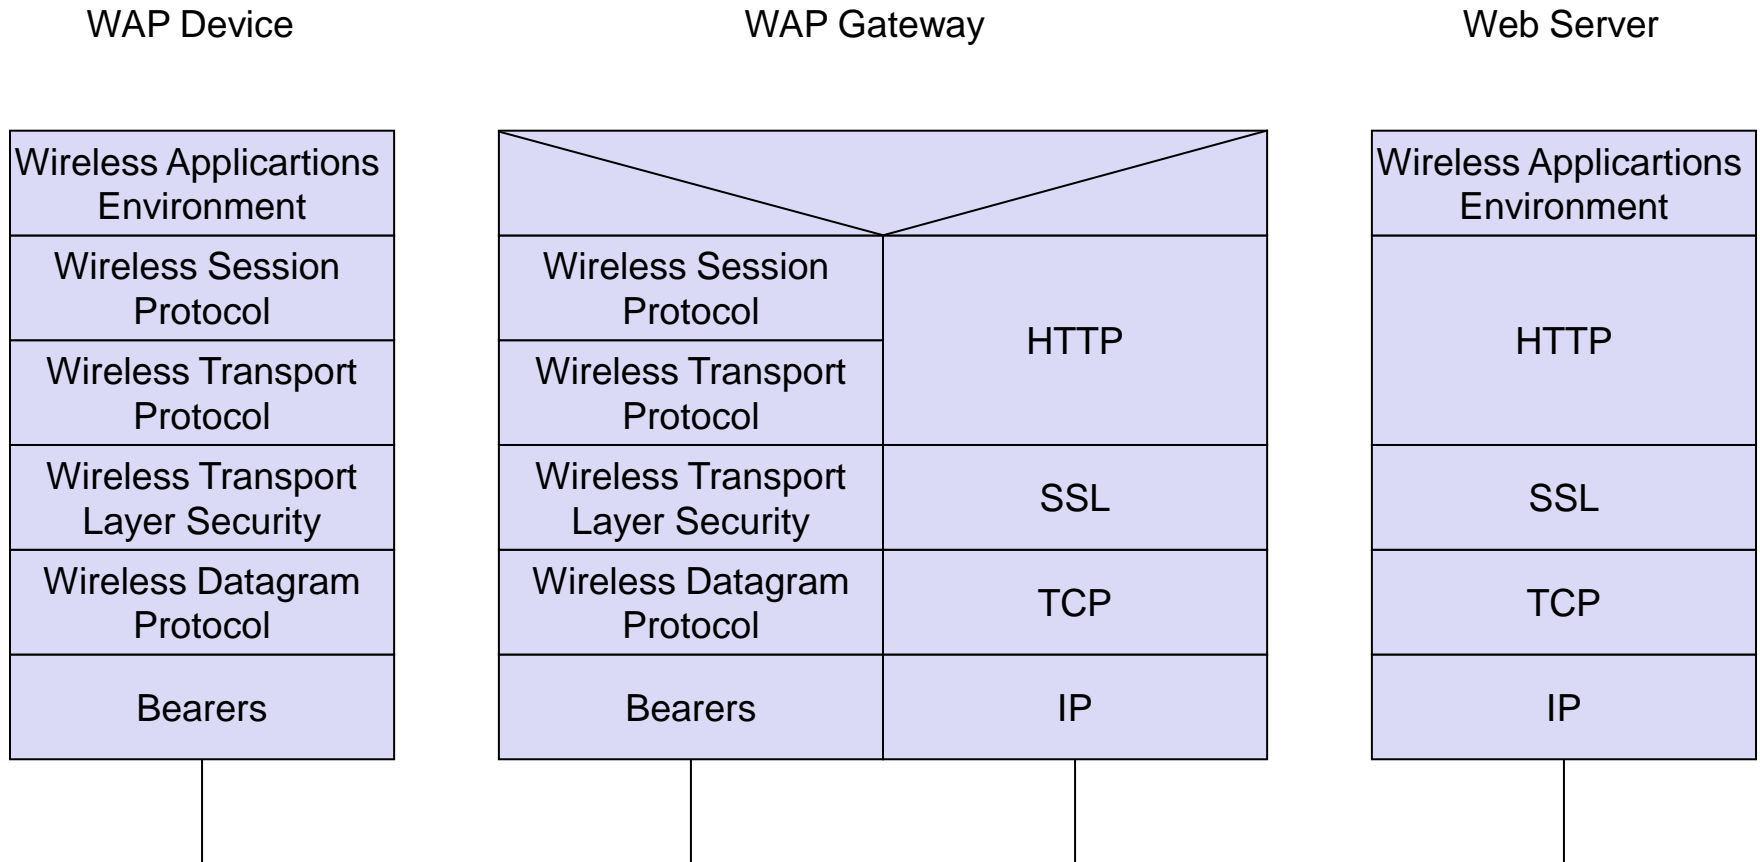 WAP Device
WAP Gateway
Web Server
Wireless Applicartions
Environment
Wireless Session
Protocol
Wireless Transport
Protocol
Wireless Transport
Layer Security
Wireless Datagram
Protocol
Bearers
Wireless Session
Protocol
Wireless Transport
Protocol
Wireless Transport
Layer Security
Wireless Datagram
Protocol
Bearers
HTTP
SSL
TCP
IP
Wireless Applicartions
Environment
HTTP
SSL
TCP
IP